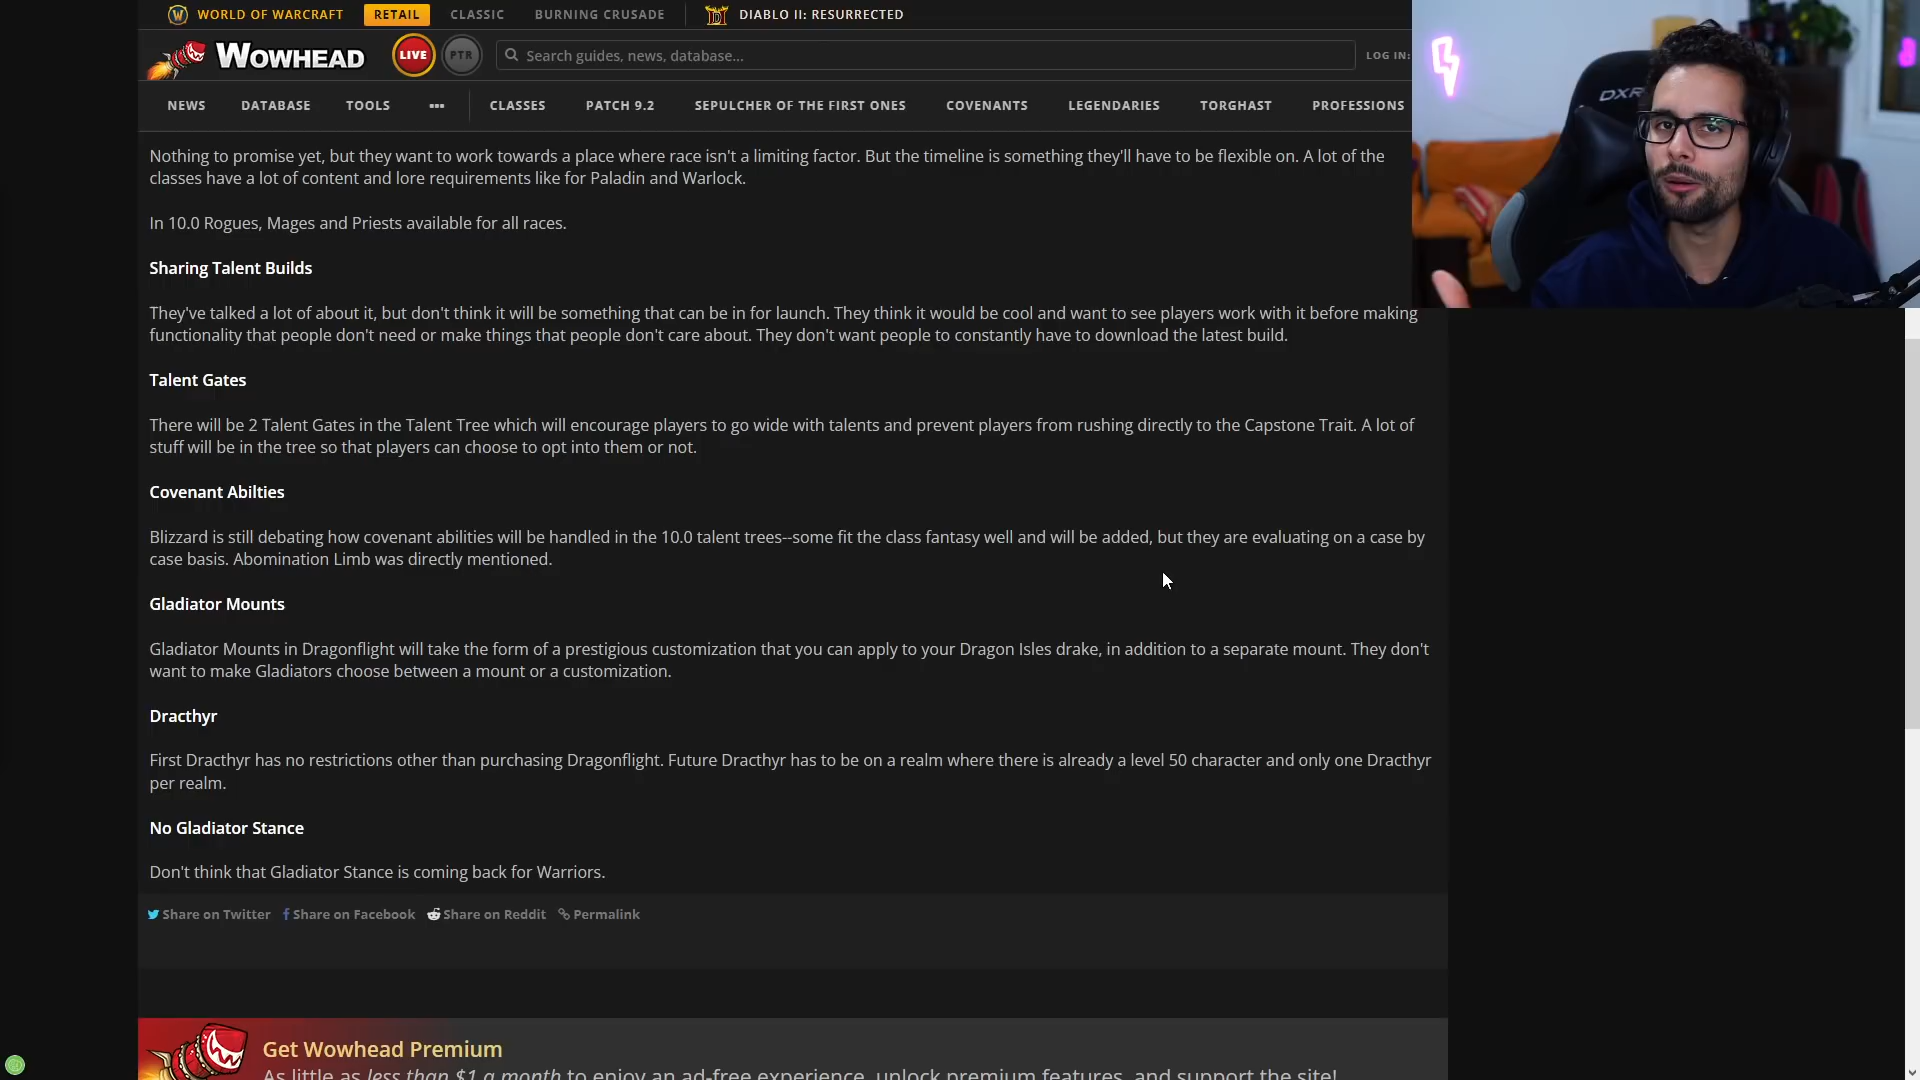 WORLD OF WARCRAFT RETAIL CLASSIC BURNING CRUSADE DIABLO II: RESURRECTED
WOWHEAD LIVE PTR Search guides, news, database... LOG IN:
NEWS DATABASE TOOLS ••• CLASSES PATCH 9.2 SEPULCHER OF THE FIRST ONES COVENANTS LEGENDARIES TORGHAST PROFESSIONS
Nothing to promise yet, but they want to work towards a place where race isn't a limiting factor. But the timeline is something they'll have to be flexible on. A lot of the
classes have a lot of content and lore requirements like for Paladin and Warlock.
In 10.0 Rogues, Mages and Priests available for all races.
Sharing Talent Builds
They've talked a lot of about it, but don't think it will be something that can be in for launch. They think it would be cool and want to see players work with it before making
functionality that people don't need or make things that people don't care about. They don't want people to constantly have to download the latest build.
Talent Gates
There will be 2 Talent Gates in the Talent Tree which will encourage players to go wide with talents and prevent players from rushing directly to the Capstone Trait. A lot of
stuff will be in the tree so that players can choose to opt into them or not.
Covenant Abilties
Blizzard is still debating how covenant abilities will be handled in the 10.0 talent trees--some fit the class fantasy well and will be added, but they are evaluating on a case by
case basis. Abomination Limb was directly mentioned.
Gladiator Mounts
Gladiator Mounts in Dragonflight will take the form of a prestigious customization that you can apply to your Dragon Isles drake, in addition to a separate mount. They don't
want to make Gladiators choose between a mount or a customization.
Dracthyr
First Dracthyr has no restrictions other than purchasing Dragonflight. Future Dracthyr has to be on a realm where there is already a level 50 character and only one Dracthyr
per realm.
No Gladiator Stance
Don't think that Gladiator Stance is coming back for Warriors.
Share on Twitter Share on Facebook Share on Reddit Permalink
Get Wowhead Premium
As little as less than $1 a month to enjoy an ad-free experience, unlock premium features, and support the site!
DXR